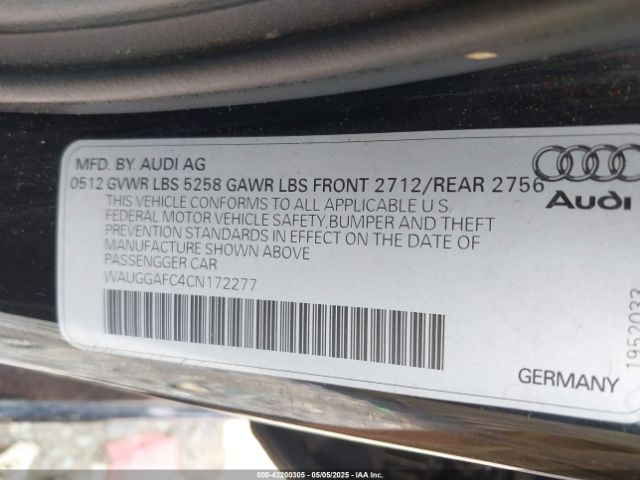 MFD. BY AUDI AG
0512 GVWR LBS 5258 GAWR LBS FRONT 2712/REAR 2756
THIS VEHICLE CONFORMS TO ALL APPLICABLE U.S.
FEDERAL MOTOR VEHICLE SAFETY, BUMPER AND THEFT
PREVENTION STANDARDS IN EFFECT ON THE DATE OF
MANUFACTURE SHOWN ABOVE
PASSENGGER CAR
WAUGGAFC4CN172277
Audi
1952033
GERMANY
000-42200305 - 05/05/2025 - IAA Inc.